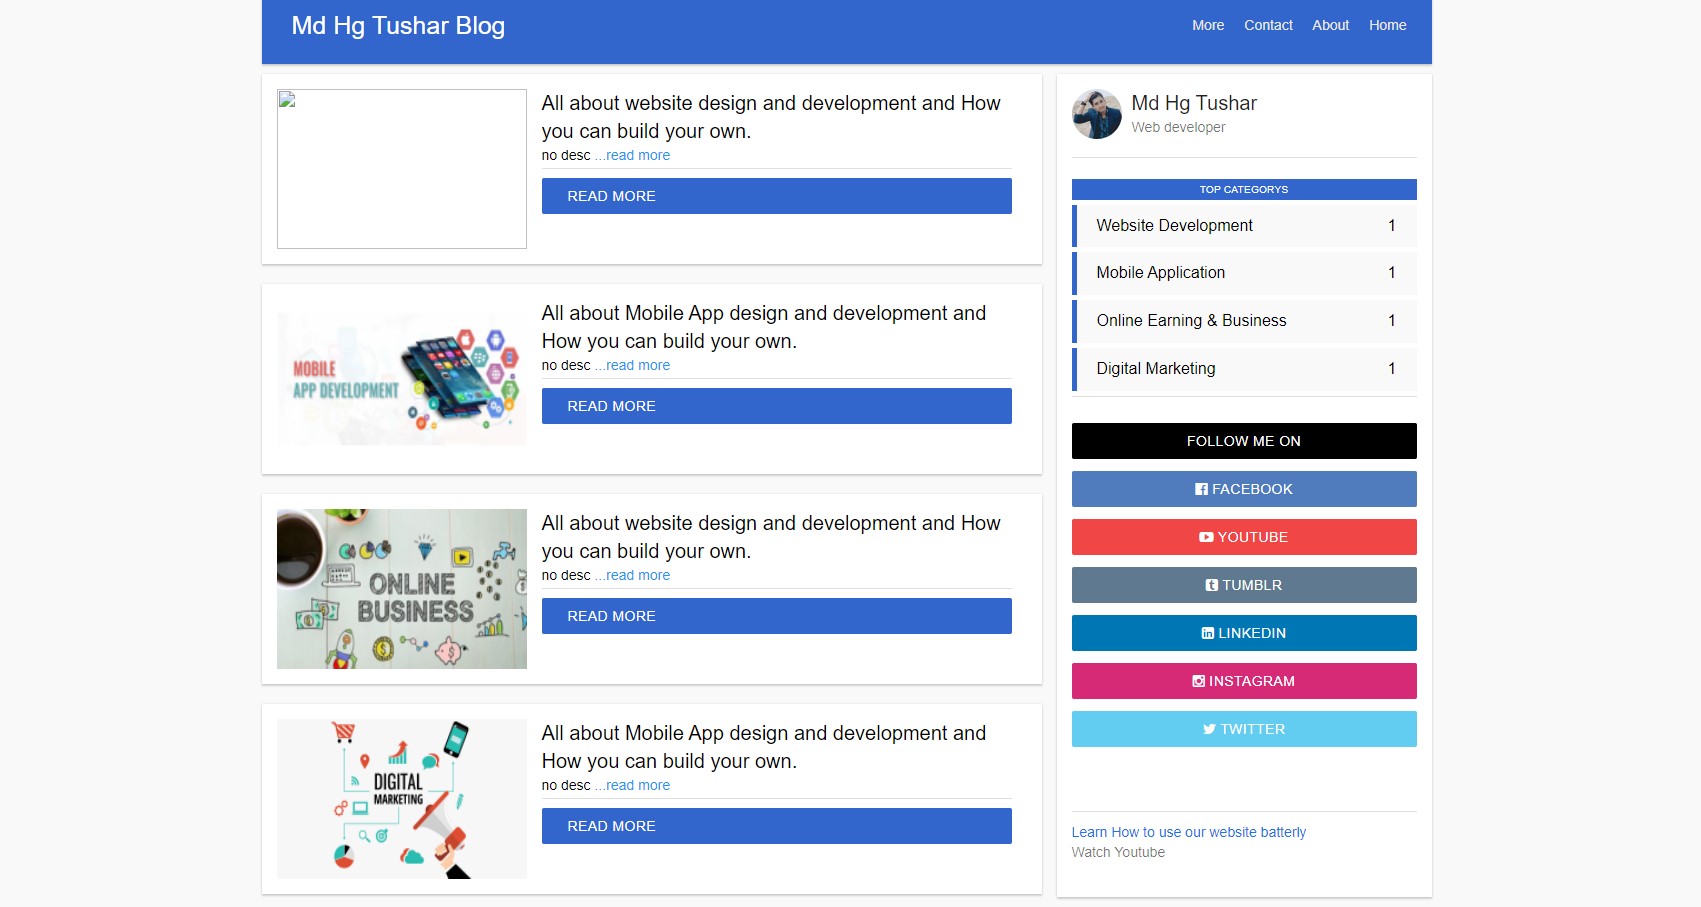 Md Hg Tushar Blog
More Contact About Home
All about website design and development and How
you can build your own.
no desc ...read more
READ MORE
MOBILE
APP DEVELOPMENT
All about Mobile App design and development and
How you can build your own.
no desc ...read more
READ MORE
ONLINE
BUSINESS
All about website design and development and How
you can build your own.
no desc ...read more
READ MORE
DIGITAL
MARKETING
All about Mobile App design and development and
How you can build your own.
no desc ...read more
READ MORE
Md Hg Tushar
Web developer
TOP CATEGORYS
Website Development 1
Mobile Application 1
Online Earning & Business 1
Digital Marketing 1
FOLLOW ME ON
FACEBOOK
YOUTUBE
TUMBLR
LINKEDIN
INSTAGRAM
TWITTER
Learn How to use our website batterly
Watch Youtube